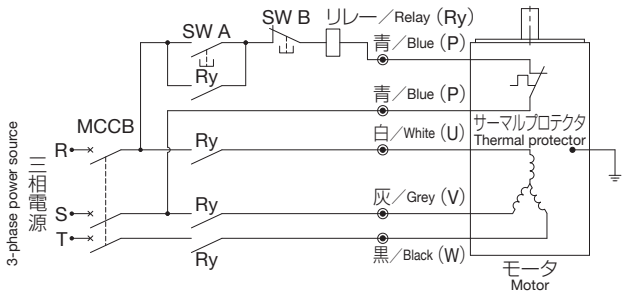 SW A
SW B
リレー／Relay (Ry)
青／Blue (P)
Ry
青／Blue (P)
サーマルプロテクタ
Thermal protector
MCCB
3-phase power source
三相電源
R
Ry
白／White (U)
S
Ry
灰／Grey (V)
T
Ry
黒／Black (W)
モータ
Motor